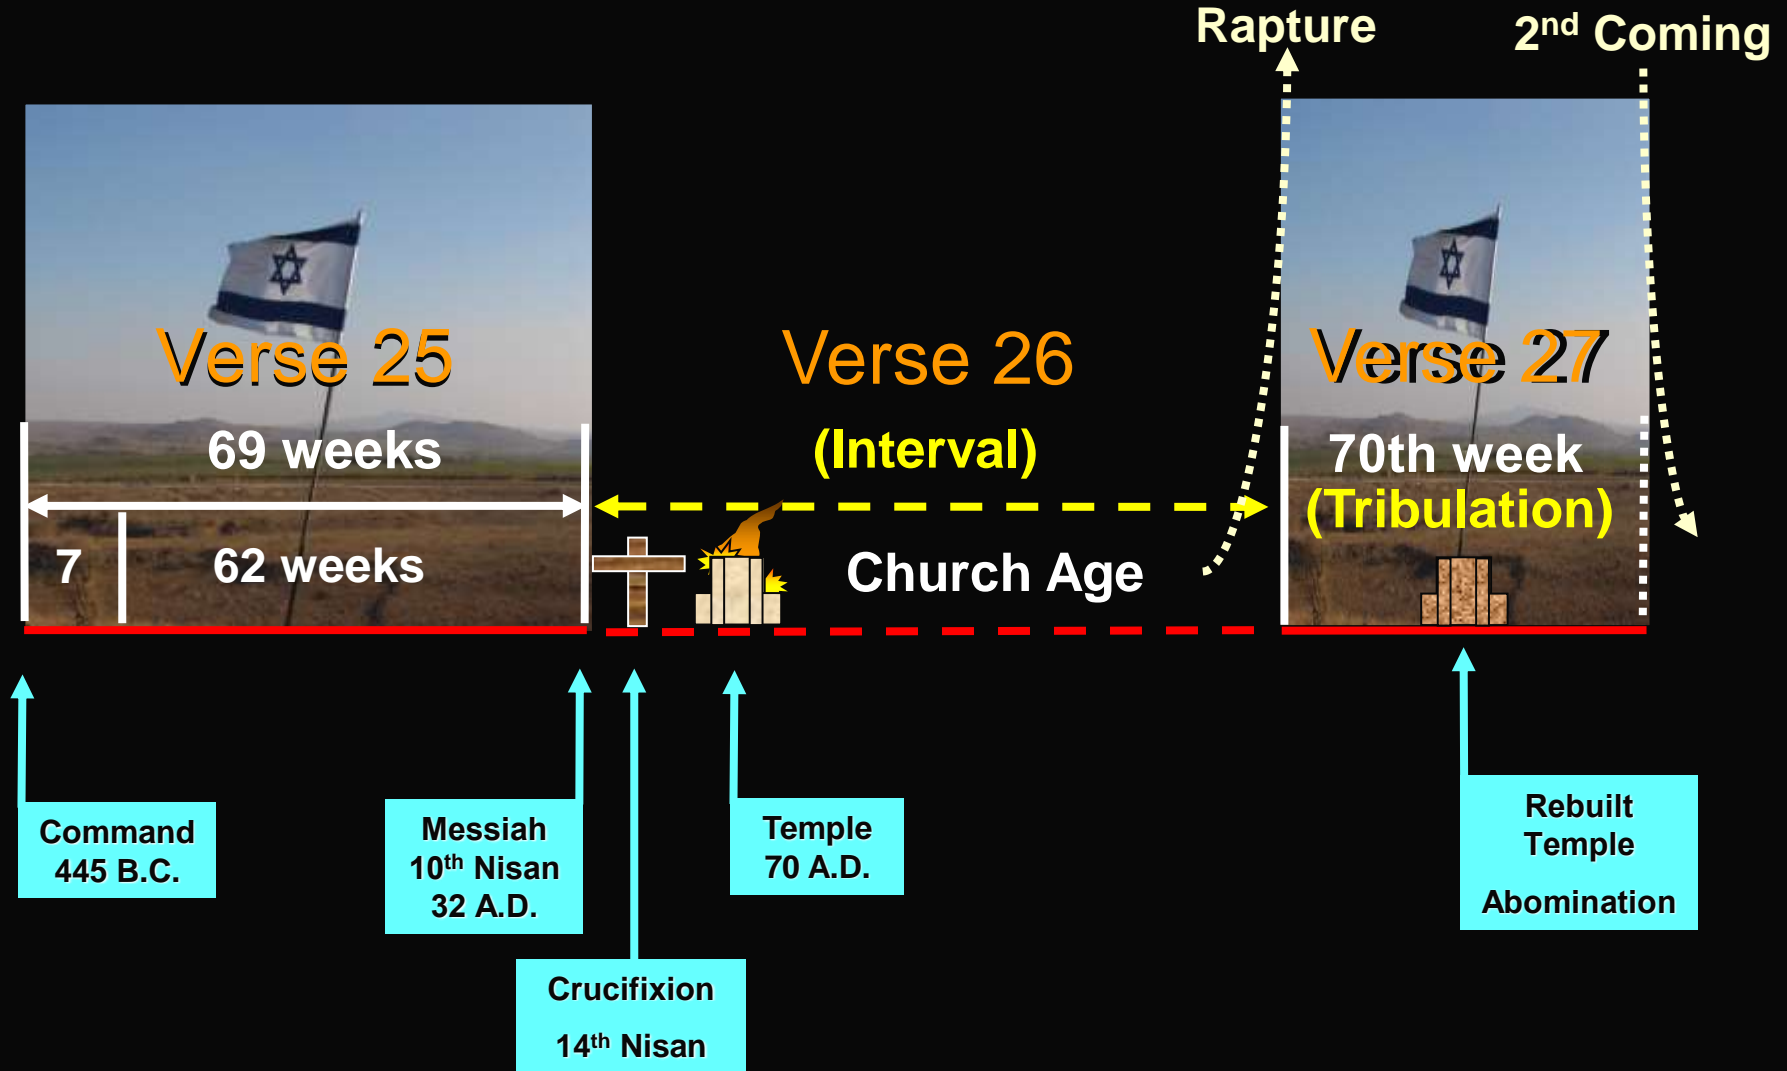 Rapture
2nd Coming
Verse 25
Verse 26
Verse 27
69 weeks
(Interval)
70th week
(Tribulation)
7
62 weeks
Church Age
Command
445 B.C.
Messiah
10th Nisan
32 A.D.
Crucifixion
14th Nisan
Temple
70 A.D.
Rebuilt
Temple
Abomination